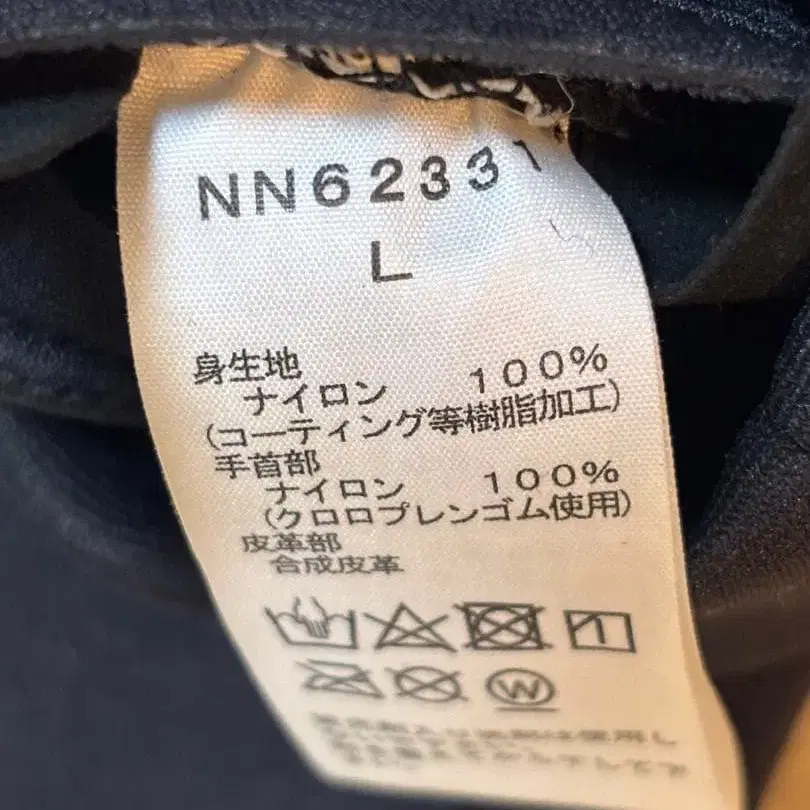 NN62331
L
身生地
ナイロン 100%
(コーティング等樹脂加工)
手首部
ナイロン 100%
(クロロプレンゴム使用)
皮革部
合成皮革
W